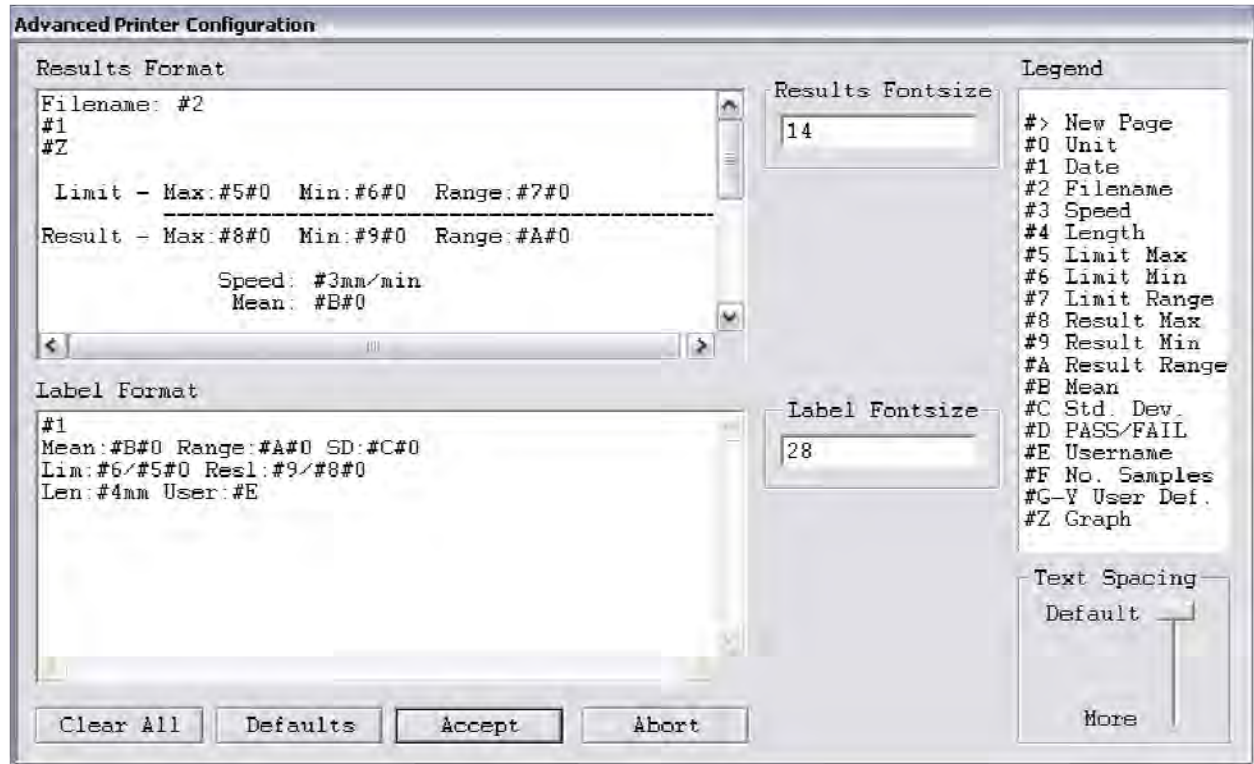 Advanced Printer Configuration
Results Format
Filename: #2
#1
#Z
Limit - Max:#5#0 Min:#6#0 Range:#7#0
----------------------------------------
Result - Max:#8#0 Min:#9#0 Range:#A#0
Speed: #3mm/min
Mean: #B#0
Results Fontsize
14
Label Format
#1
Mean:#B#0 Range:#A#0 SD:#C#0
Lim:#6/#5#0 Resl:#9/#8#0
Len:#4mm User:#E
Label Fontsize
28
Legend
#> New Page
#0 Unit
#1 Date
#2 Filename
#3 Speed
#4 Length
#5 Limit Max
#6 Limit Min
#7 Limit Range
#8 Result Max
#9 Result Min
#A Result Range
#B Mean
#C Std. Dev.
#D PASS/FAIL
#E Username
#F No. Samples
#G-Y User Def.
#Z Graph
Text Spacing
Default
More
Clear All
Defaults
Accept
Abort